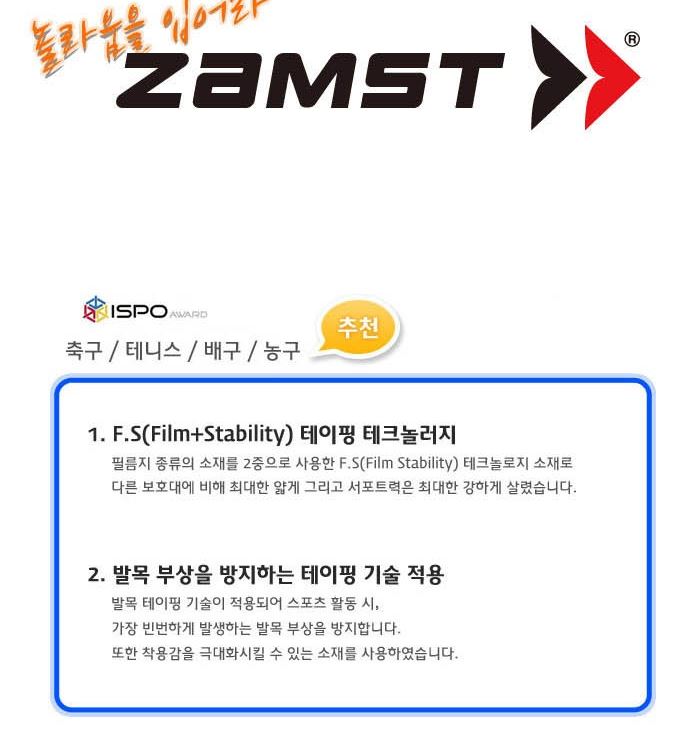 놀라움을 입어라
ZAMST®
ISPO AWARD
축구 / 테니스 / 배구 / 농구
추천
1. F.S(Film+Stability) 테이핑 테크놀러지
필름지 종류의 소재를 2중으로 사용한 F.S(Film Stability) 테크놀로지 소재로
다른 보호대에 비해 최대한 얇게 그리고 서포트력은 최대한 강하게 살렸습니다.
2. 발목 부상을 방지하는 테이핑 기술 적용
발목 테이핑 기술이 적용되어 스포츠 활동 시,
가장 빈번하게 발생하는 발목 부상을 방지합니다.
또한 착용감을 극대화시킬 수 있는 소재를 사용하였습니다.